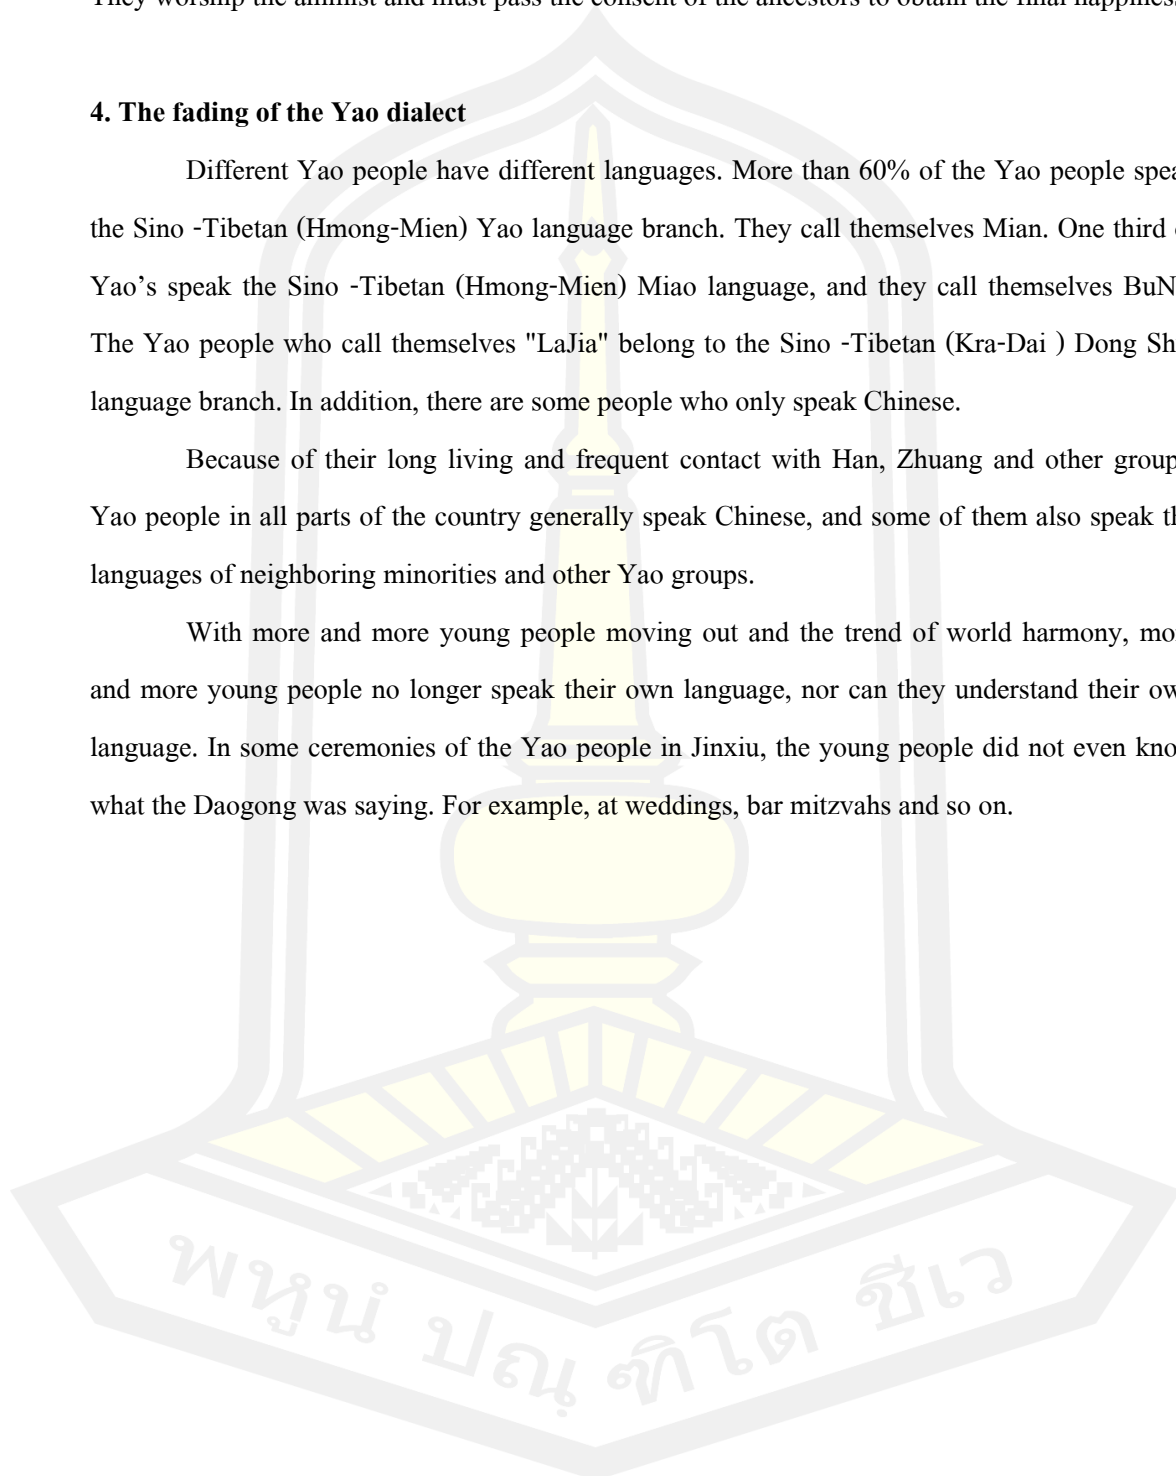 They worship the animist and must pass the consent of the ancestors to obtain the final happiness
4. The fading of the Yao dialect
Different Yao people have different languages. More than 60% of the Yao people spea
the Sino -Tibetan (Hmong-Mien) Yao language branch. They call themselves Mian. One third
Yao’s speak the Sino -Tibetan (Hmong-Mien) Miao language, and they call themselves BuN
The Yao people who call themselves "LaJia" belong to the Sino -Tibetan (Kra-Dai ) Dong Sh
language branch. In addition, there are some people who only speak Chinese.
Because of their long living and frequent contact with Han, Zhuang and other group
Yao people in all parts of the country generally speak Chinese, and some of them also speak th
languages of neighboring minorities and other Yao groups.
With more and more young people moving out and the trend of world harmony, mo
and more young people no longer speak their own language, nor can they understand their ow
language. In some ceremonies of the Yao people in Jinxiu, the young people did not even kno
what the Daogong was saying. For example, at weddings, bar mitzvahs and so on.
พหูนํ ปณฺฑิโต ชีเว